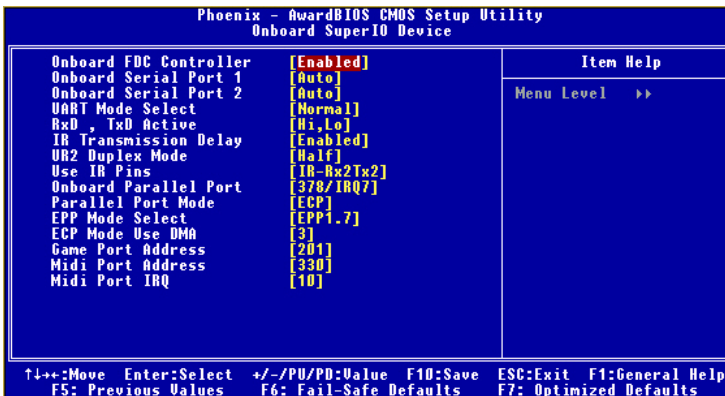 Phoenix - AwardBIOS CMOS Setup Utility
Onboard SuperIO Device
Onboard FDC Controller [Enabled]
Onboard Serial Port 1 [Auto]
Onboard Serial Port 2 [Auto]
UART Mode Select [Normal]
RxD , TxD Active [Hi,Lo]
IR Transmission Delay [Enabled]
UR2 Duplex Mode [Half]
Use IR Pins [IR-Rx2Tx2]
Onboard Parallel Port [378/IRQ7]
Parallel Port Mode [ECP]
EPP Mode Select [EPP1.7]
ECP Mode Use DMA [3]
Game Port Address [201]
Midi Port Address [330]
Midi Port IRQ [10]
Item Help
Menu Level ▸▸
↑↓→←:Move Enter:Select +/-/PU/PD:Value F10:Save ESC:Exit F1:General Help
F5: Previous Values F6: Fail-Safe Defaults F7: Optimized Defaults